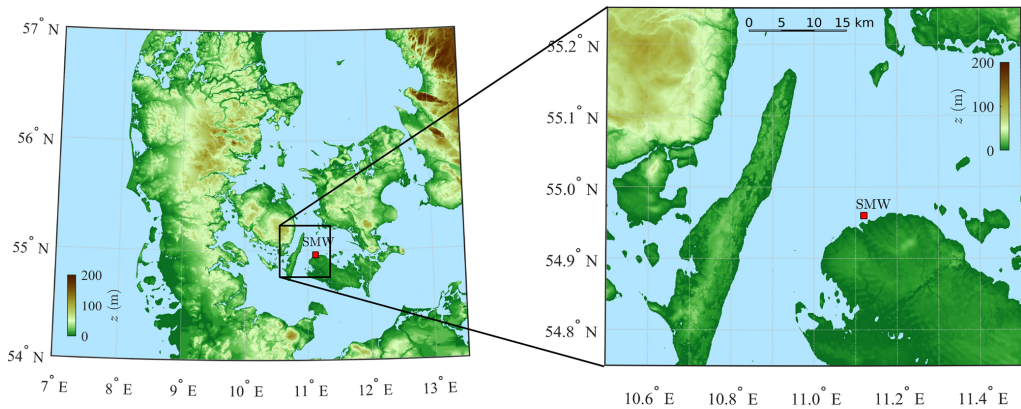 57° N
56° N
55° N
54° N
7° E
8° E
9° E
10° E
11° E
12° E
13° E
200
100
0
z (m)
SMW
0 5 10 15 km
55.2° N
55.1° N
55.0° N
54.9° N
54.8° N
10.6° E
10.8° E
11.0° E
11.2° E
11.4° E
200
100
0
z (m)
SMW